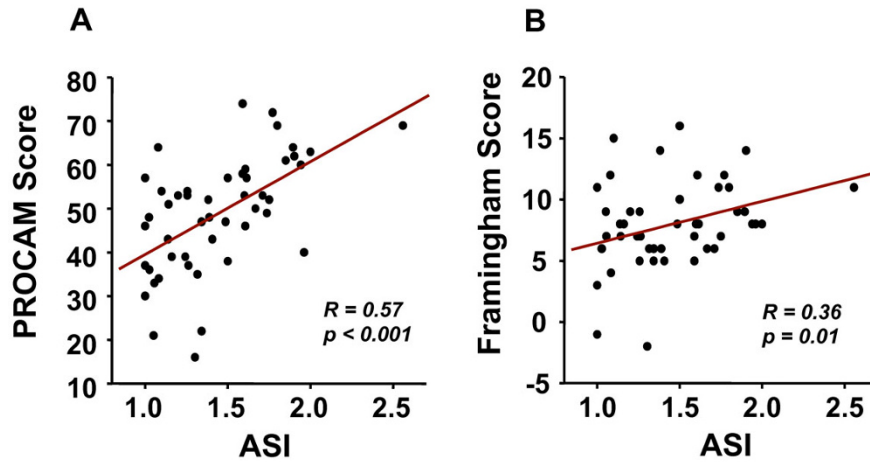 A
PROCAM Score
80
70
60
50
40
30
20
10
1.0 1.5 2.0 2.5
ASI
R = 0.57
p < 0.001
B
Framingham Score
20
15
10
5
0
-5
1.0 1.5 2.0 2.5
ASI
R = 0.36
p = 0.01